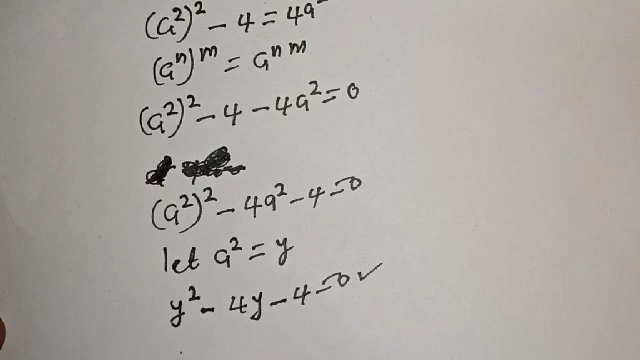 (a²)² - 4 = 4a²
(aⁿ)ᵐ = aⁿᵐ
(a²)² - 4 - 4a² = 0
(a²)² - 4a² - 4 = 0
let a² = y
y² - 4y - 4 = 0 ✓